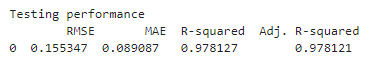 Testing performance
RMSE MAE R-squared Adj. R-squared
0 0.155347 0.089087 0.978127 0.978121